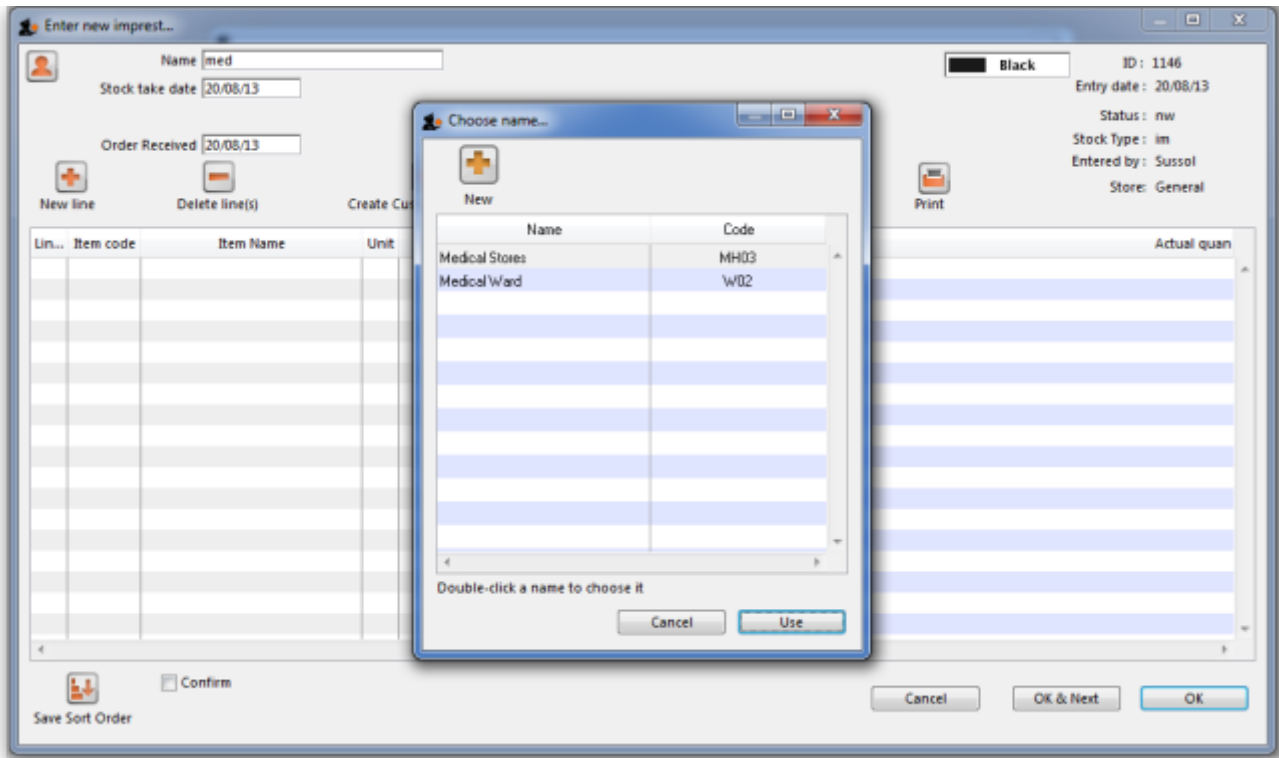 Enter new imprest...
Name med
Black
ID : 1146
Stock take date 20/08/13
Entry date : 20/08/13
Status : nw
Order Received 20/08/13
Stock Type : im
Entered by : Sussol
Store: General
New line
Delete line(s)
Create Cus
Print
Lin... Item code Item Name Unit
Actual quan
Choose name...
New
Name Code
Medical Stores MH03
Medical Ward W02
Double-click a name to choose it
Cancel Use
Confirm
Save Sort Order
Cancel OK & Next OK